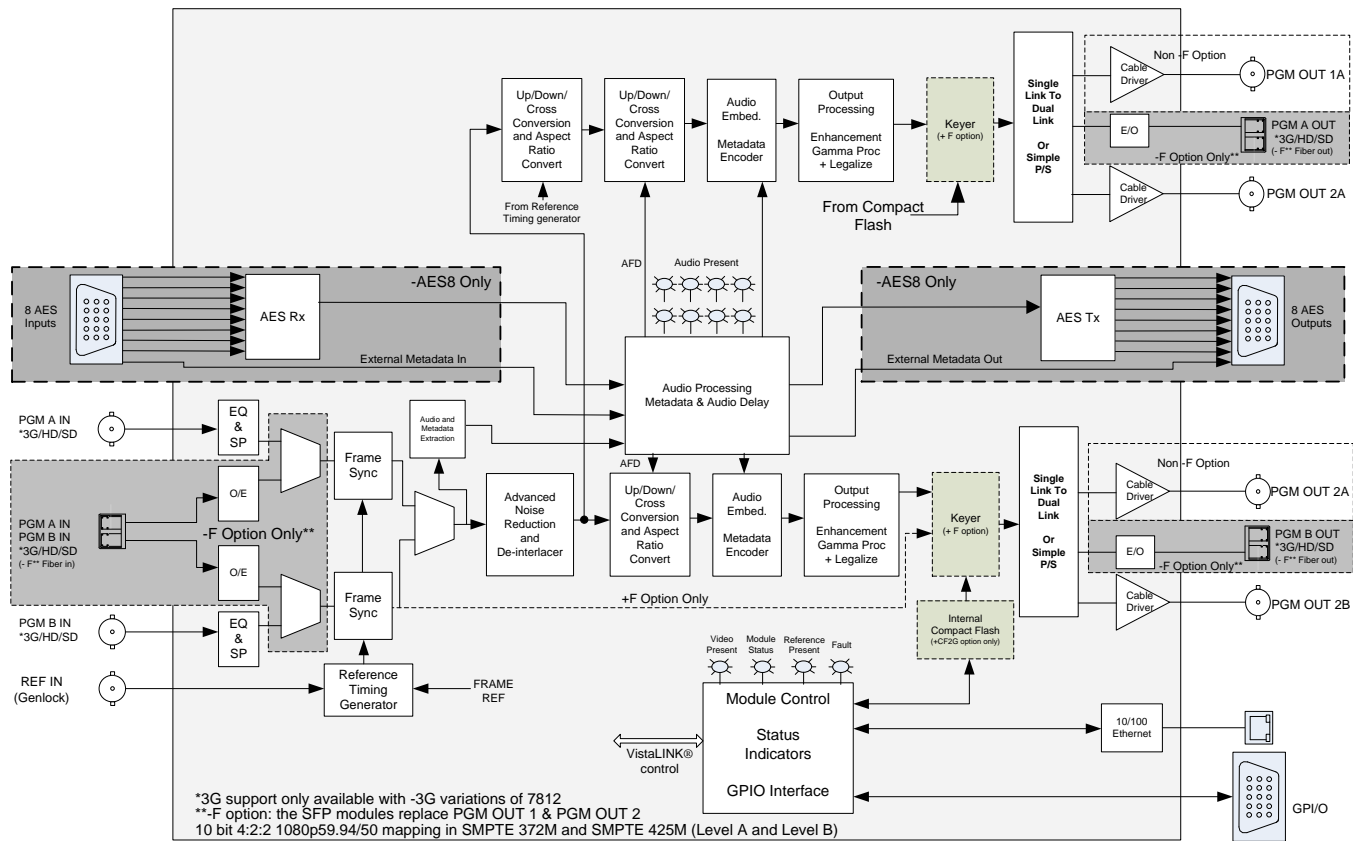 Non -F Option
Cable
Driver
PGM OUT 1A
Up/Down/
Cross
Conversion
and Aspect
Ratio
Convert
Up/Down/
Cross
Conversion
and Aspect
Ratio
Convert
Audio
Embed.
Metadata
Encoder
Output
Processing
Enhancement
Gamma Proc
+ Legalize
Keyer
(+ F option)
Single
Link To
Dual
Link
Or
Simple
P/S
E/O
PGM A OUT
*3G/HD/SD
(- F** Fiber out)
-F Option Only**
Cable
Driver
PGM OUT 2A
From Reference
Timing generator
From Compact
Flash
AFD
Audio Present
-AES8 Only
8 AES
Inputs
AES Rx
External Metadata In
-AES8 Only
AES Tx
8 AES
Outputs
External Metadata Out
Audio Processing
Metadata & Audio Delay
PGM A IN
*3G/HD/SD
EQ
&
SP
Frame
Sync
Audio and
Metadata
Extraction
O/E
PGM A IN
PGM B IN
*3G/HD/SD
(- F** Fiber in)
-F Option Only**
O/E
Advanced
Noise
Reduction
and
De-interlacer
AFD
Up/Down/
Cross
Conversion
and Aspect
Ratio
Convert
Audio
Embed.
Metadata
Encoder
Output
Processing
Enhancement
Gamma Proc
+ Legalize
Keyer
(+ F option)
Single
Link To
Dual
Link
Or
Simple
P/S
Non -F Option
Cable
Driver
PGM OUT 2A
E/O
PGM B OUT
*3G/HD/SD
(- F** Fiber out)
-F Option Only**
Cable
Driver
PGM OUT 2B
Frame
Sync
+F Option Only
PGM B IN
*3G/HD/SD
EQ
&
SP
Internal
Compact Flash
(+CF2G option only)
REF IN
(Genlock)
Reference
Timing
Generator
FRAME
REF
Video
Present
Module
Status
Reference
Present
Fault
Module Control
Status
Indicators
GPIO Interface
VistaLINK®
control
10/100
Ethernet
GPI/O
*3G support only available with -3G variations of 7812
**-F option: the SFP modules replace PGM OUT 1 & PGM OUT 2
10 bit 4:2:2 1080p59.94/50 mapping in SMPTE 372M and SMPTE 425M (Level A and Level B)